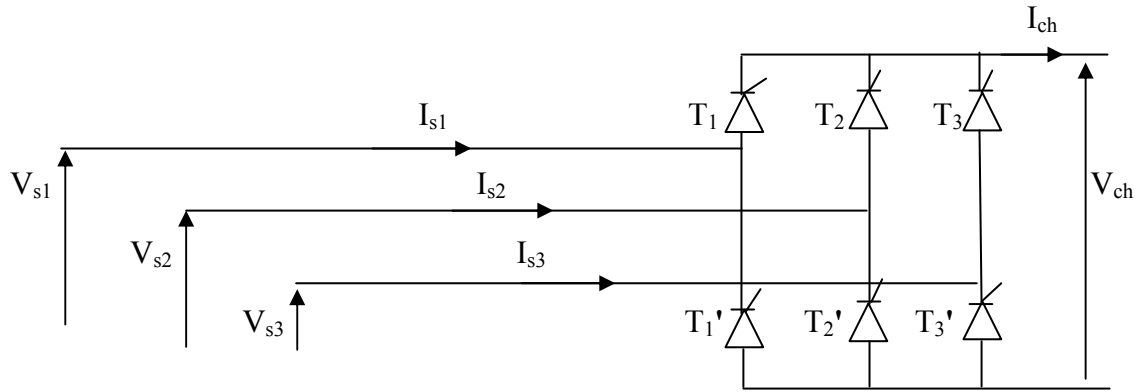 I_ch
T_1
T_2
T_3
I_s1
V_s1
I_s2
V_ch
V_s2
I_s3
V_s3
T_1'
T_2'
T_3'